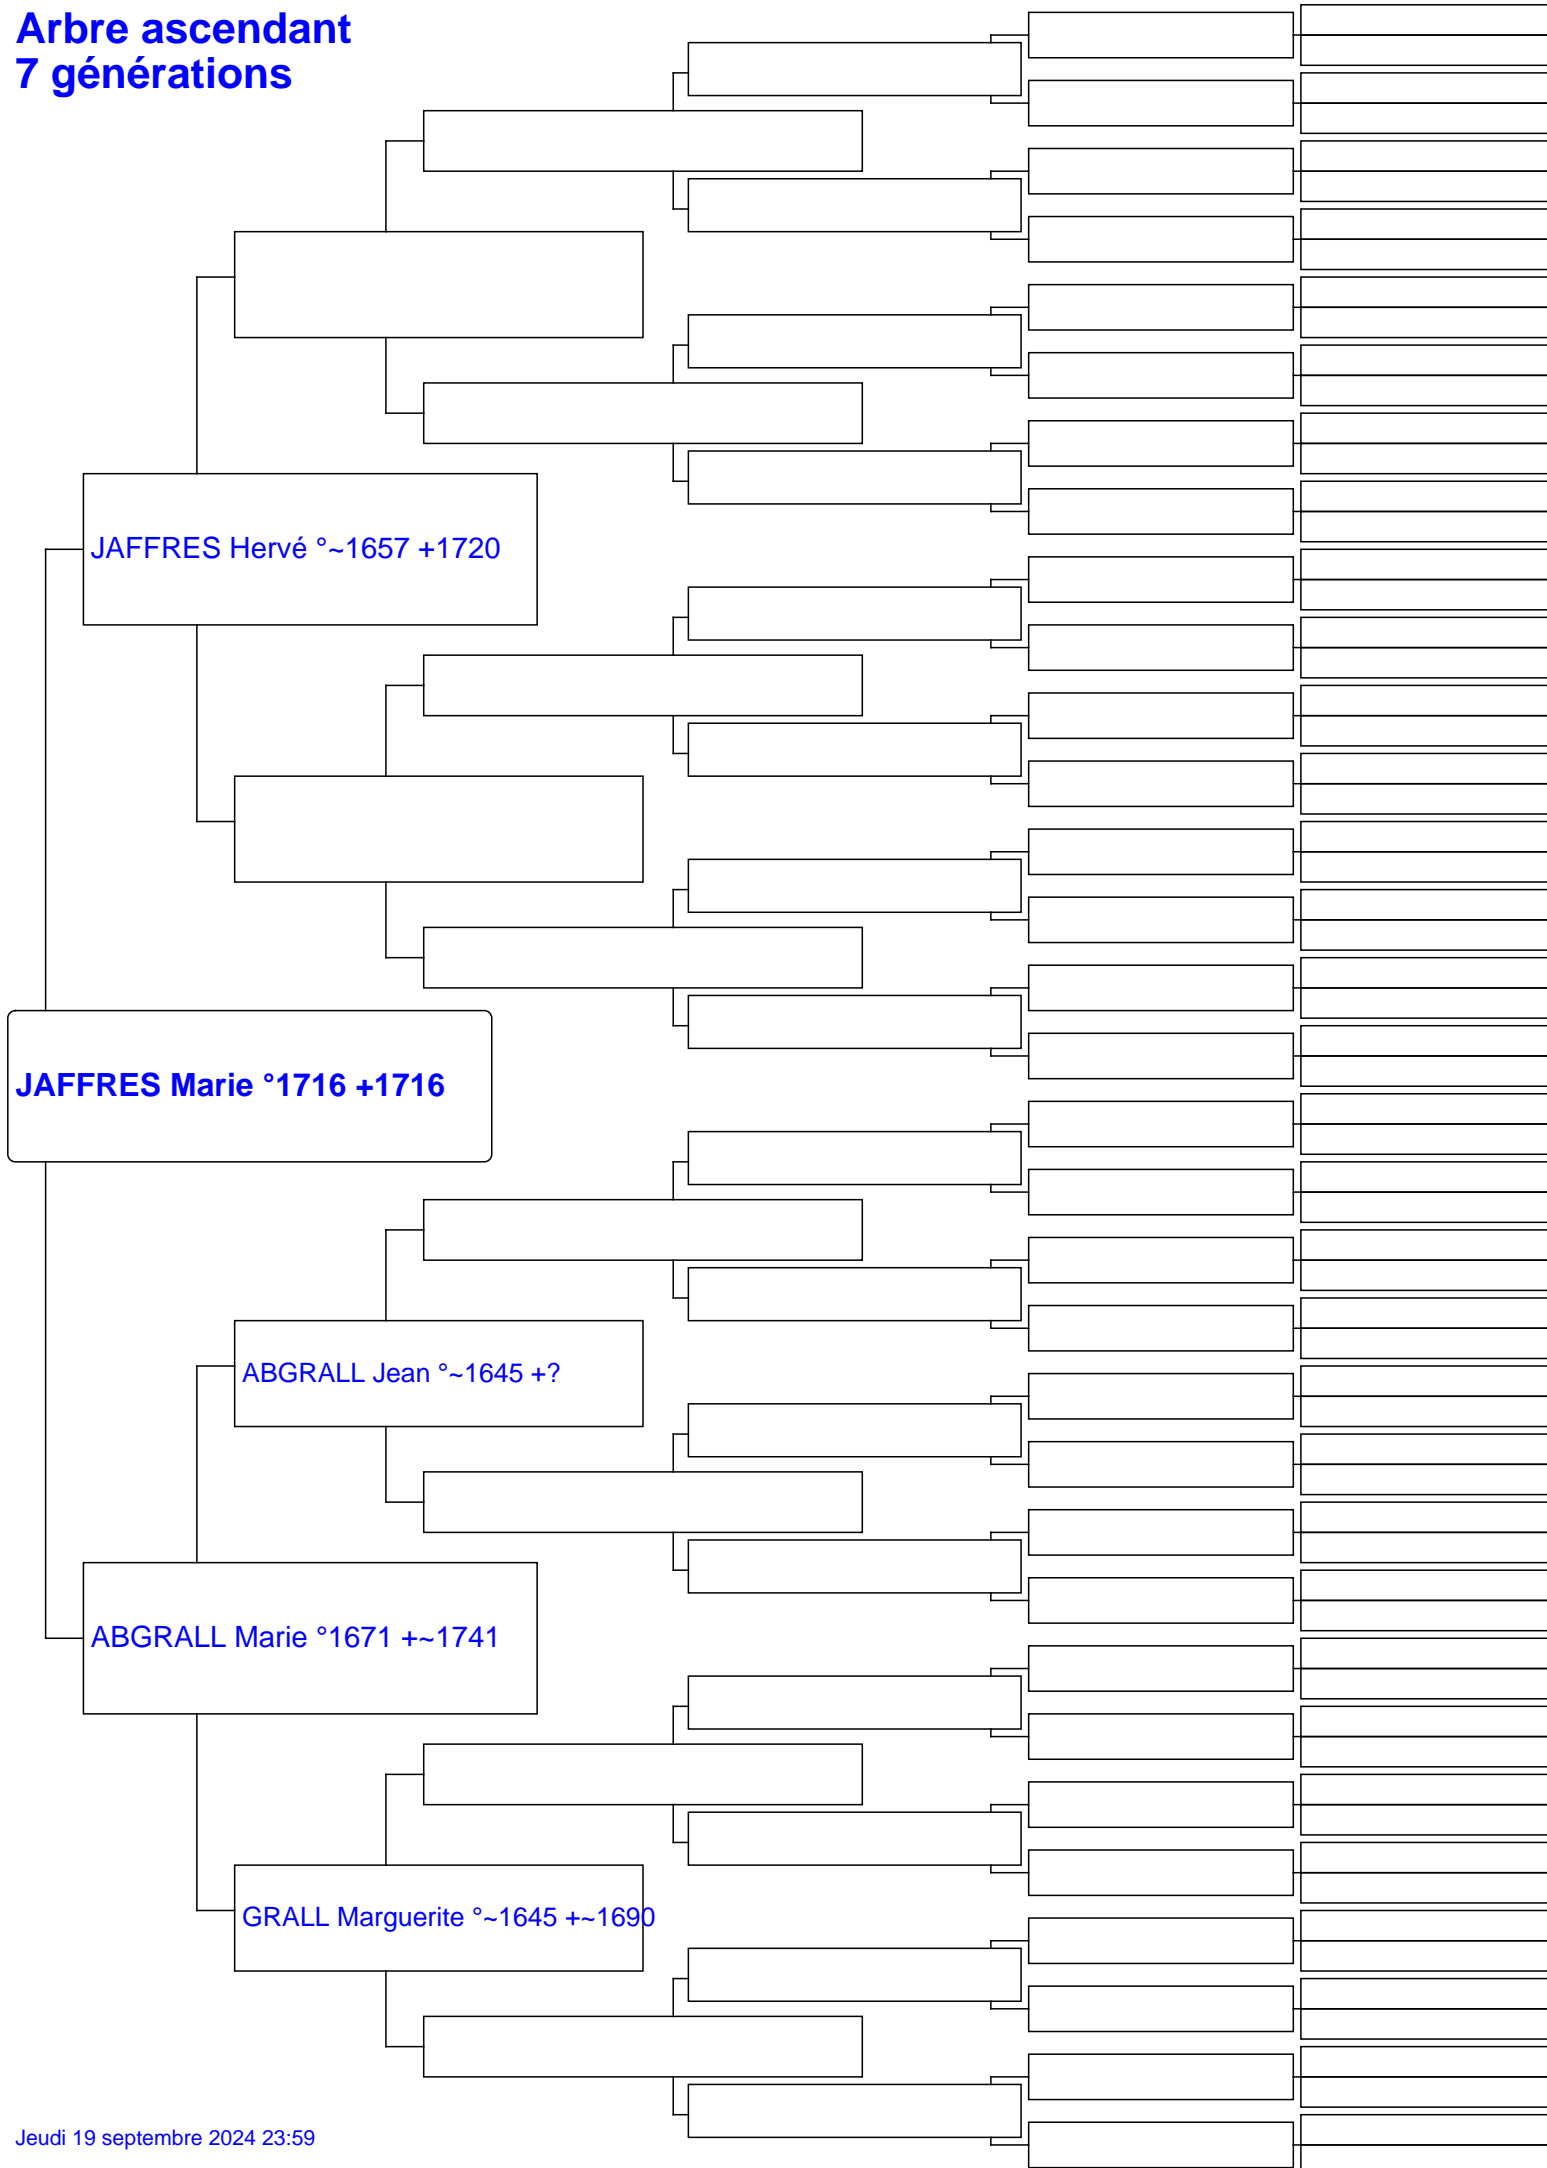 Arbre ascendant
7 générations
JAFFRES Hervé °~1657 +1720
JAFFRES Marie °1716 +1716
ABGRALL Jean °~1645 +?
ABGRALL Marie °1671 +~1741
GRALL Marguerite °~1645 +~1690
Jeudi 19 septembre 2024 23:59